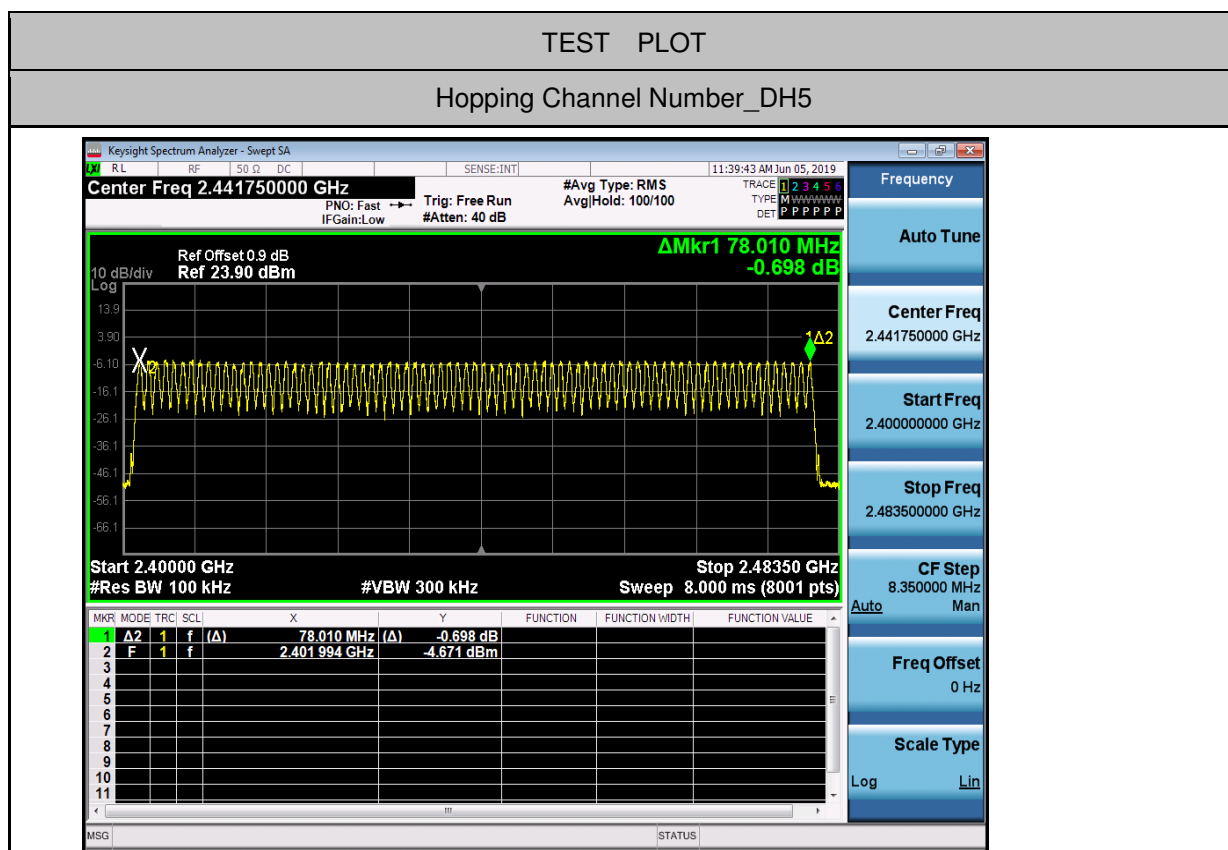 TEST PLOT
Hopping Channel Number_DH5
Keysight Spectrum Analyzer - Swept SA
LXI RL RF 50 Ω DC SENSE:INT 11:39:43 AM Jun 05, 2019
Center Freq 2.441750000 GHz
PNO: Fast
IFGain:Low
Trig: Free Run
#Atten: 40 dB
#Avg Type: RMS
Avg|Hold: 100/100
TRACE 1 2 3 4 5 6
TYPE M W W W W W
DET P P P P P P
Frequency
Auto Tune
Center Freq
2.441750000 GHz
Start Freq
2.400000000 GHz
Stop Freq
2.483500000 GHz
CF Step
8.350000 MHz
Auto Man
Freq Offset
0 Hz
Scale Type
Log Lin
ΔMkr1 78.010 MHz
-0.698 dB
Ref Offset 0.9 dB
10 dB/div Ref 23.90 dBm
Log
13.9
3.90
-6.10
-16.1
-26.1
-36.1
-46.1
-56.1
-66.1
X2
1Δ2
Start 2.40000 GHz Stop 2.48350 GHz
#Res BW 100 kHz #VBW 300 kHz Sweep 8.000 ms (8001 pts)
MKR MODE TRC SCL X Y FUNCTION FUNCTION WIDTH FUNCTION VALUE
1 Δ2 1 f (Δ) 78.010 MHz (Δ) -0.698 dB
2 F 1 f 2.401 994 GHz -4.671 dBm
3
4
5
6
7
8
9
10
11
MSG STATUS